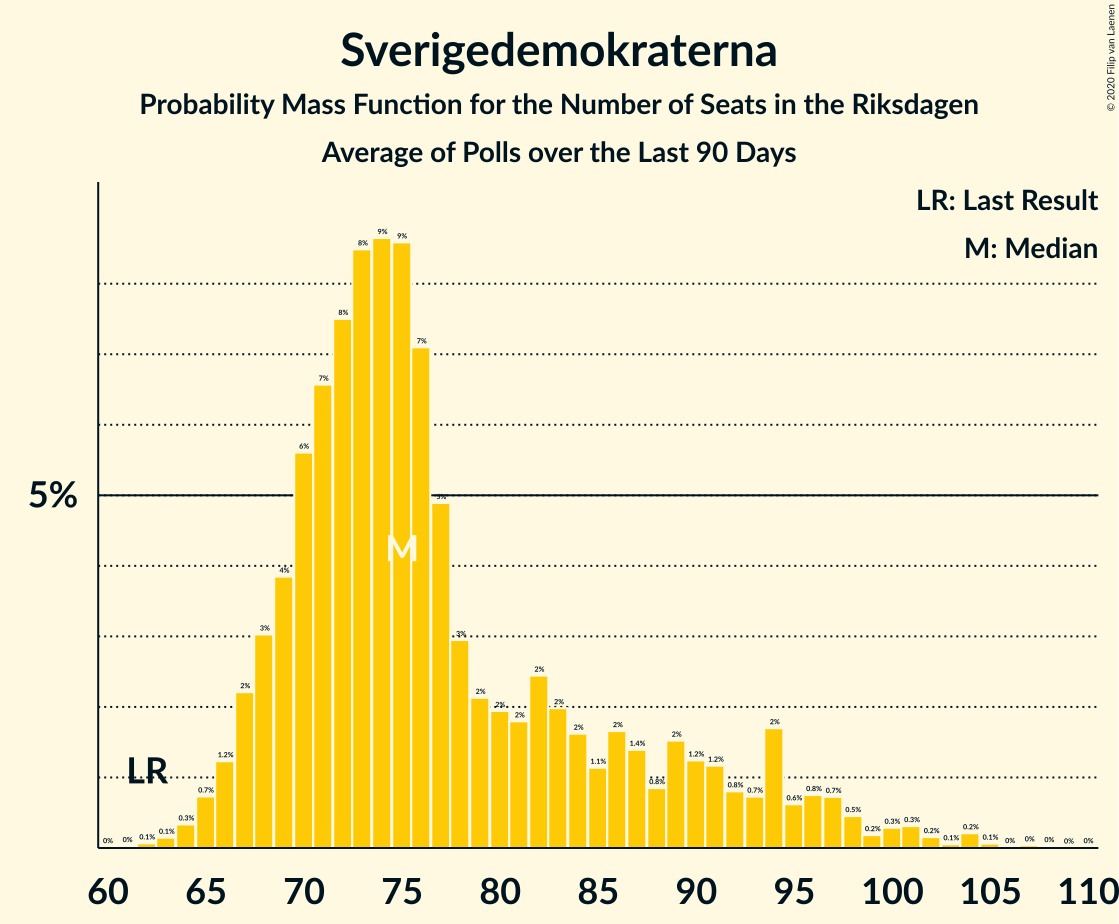 Sverigedemokraterna
Probability Mass Function for the Number of Seats in the Riksdagen
Average of Polls over the Last 90 Days
© 2020 Filip van Laenen
LR: Last Result
M: Median
5%
0% 0% 0.1% 0.1% 0.3% 0.7% 1.2% 2% 3% 4% 6% 7% 8% 8% 9% 9% 7% 5% 3% 2% 2% 2% 2% 2% 2% 1.1% 2% 1.4% 0.8% 2% 1.2% 1.2% 0.8% 0.7% 2% 0.6% 0.8% 0.7% 0.5% 0.2% 0.3% 0.3% 0.2% 0.1% 0.2% 0.1% 0% 0% 0% 0% 0%
M
LR
60 65 70 75 80 85 90 95 100 105 110